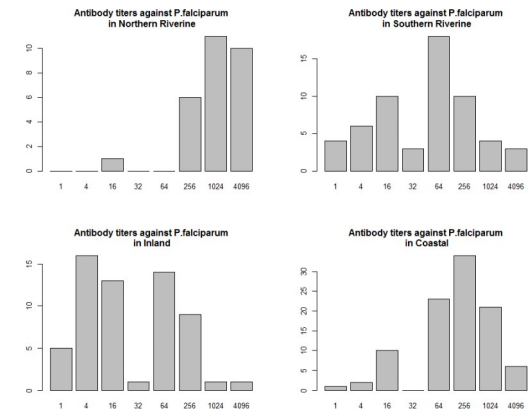 Antibody titers against P.falciparum
in Northern Riverine
10
8
6
4
2
0
1 4 16 32 64 256 1024 4096
Antibody titers against P.falciparum
in Southern Riverine
15
10
5
0
1 4 16 32 64 256 1024 4096
Antibody titers against P.falciparum
in Inland
15
10
5
0
1 4 16 32 64 256 1024 4096
Antibody titers against P.falciparum
in Coastal
30
25
20
15
10
5
0
1 4 16 32 64 256 1024 4096